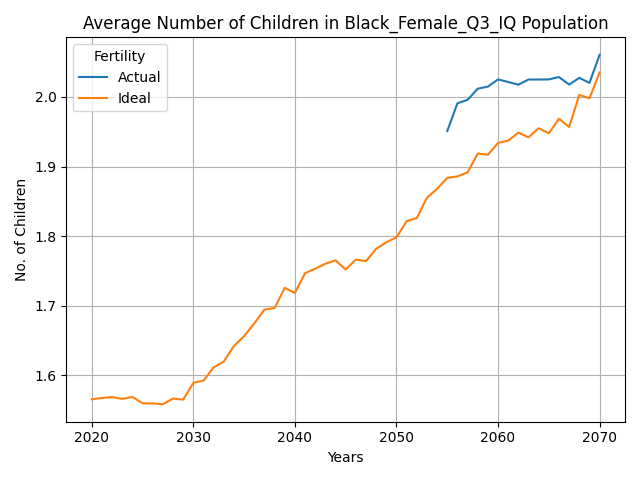 Average Number of Children in Black_Female_Q3_IQ Population
Fertility
Actual
Ideal
No. of Children
2.0
1.9
1.8
1.7
1.6
2020 2030 2040 2050 2060 2070
Years